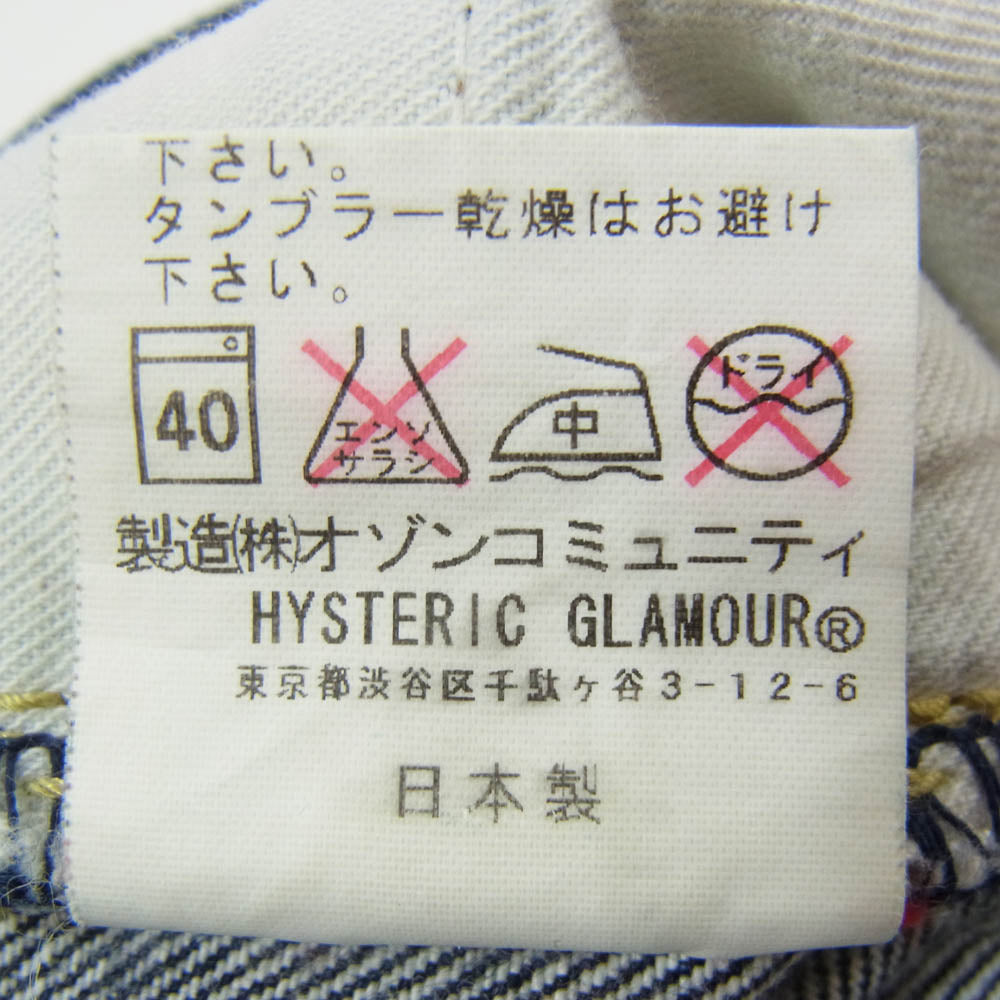 下さい。
タンブラー乾燥はお避け
下さい。
40
エンソ
サラシ
中
ドライ
製造(株)オゾンコミュニティ
HYSTERIC GLAMOUR®
東京都渋谷区千駄ヶ谷3-12-6
日本製